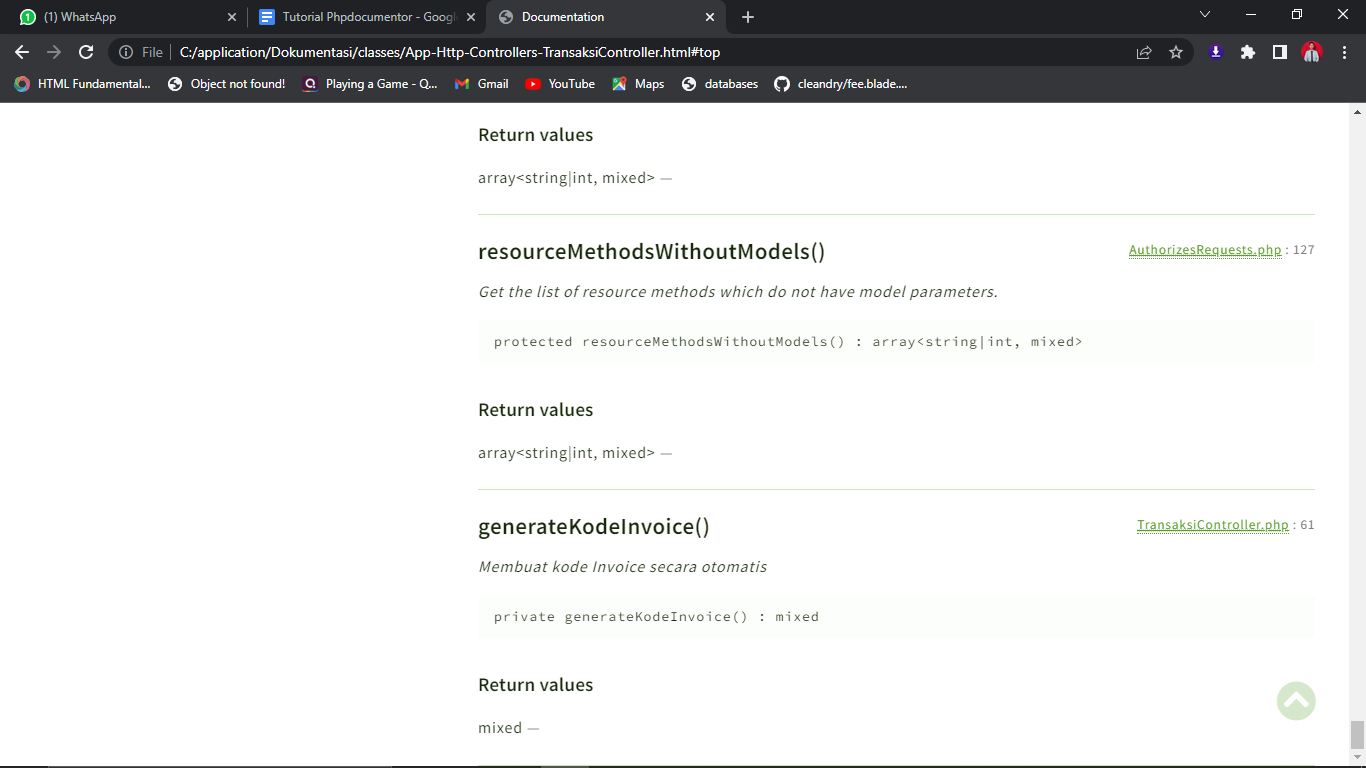 (1) WhatsApp
Tutorial Phpdocumentor - Googl
Documentation
File
C:/application/Dokumentasi/classes/App-Http-Controllers-TransaksiController.html#top
HTML Fundamental...
Object not found!
Playing a Game - Q...
Gmail
YouTube
Maps
databases
cleandry/fee.blade....
Return values
array<string|int, mixed> —
resourceMethodsWithoutModels()
AuthorizesRequests.php : 127
Get the list of resource methods which do not have model parameters.
protected resourceMethodsWithoutModels() : array<string|int, mixed>
Return values
array<string|int, mixed> —
generateKodeInvoice()
TransaksiController.php : 61
Membuat kode Invoice secara otomatis
private generateKodeInvoice() : mixed
Return values
mixed —